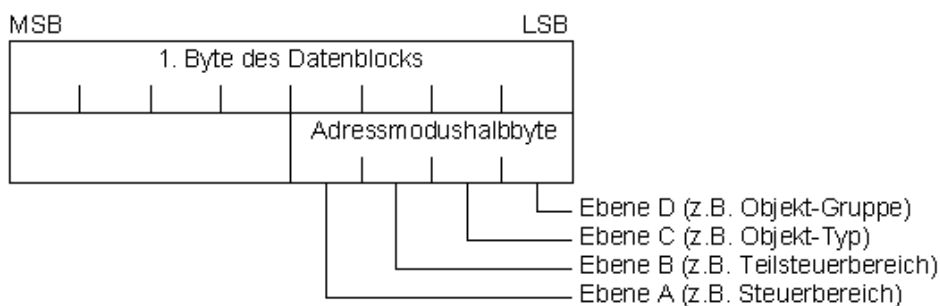 MSB LSB
1. Byte des Datenblocks
Adressmodushalbbyte
Ebene D (z.B. Objekt-Gruppe)
Ebene C (z.B. Objekt-Typ)
Ebene B (z.B. Teilsteuerbereich)
Ebene A (z.B. Steuerbereich)